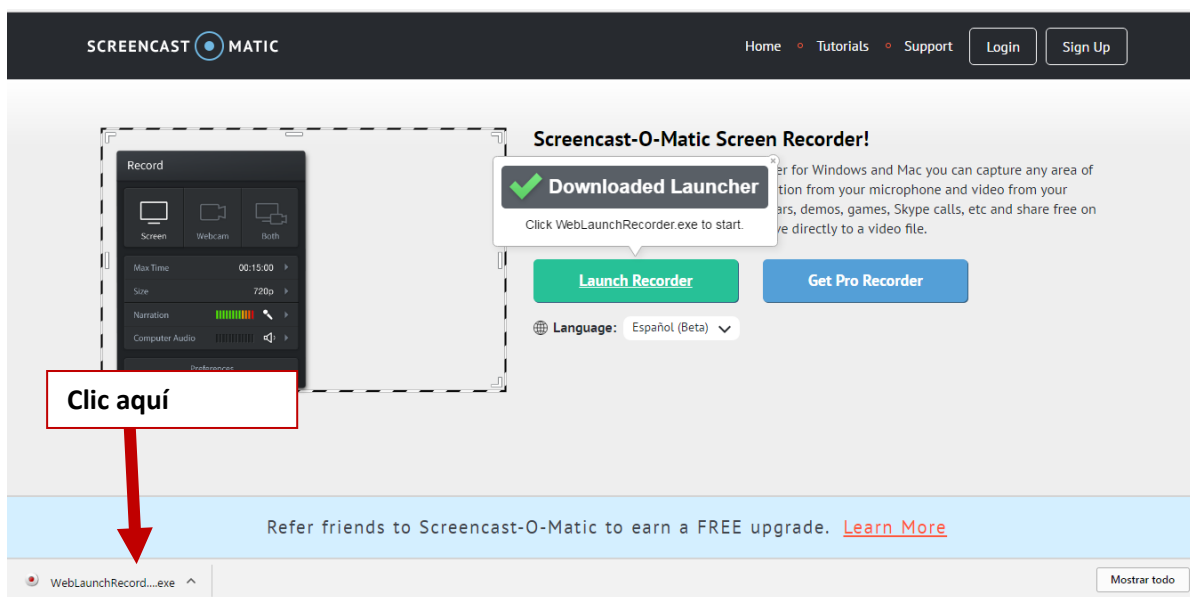 SCREENCAST O MATIC
Home • Tutorials • Support Login Sign Up
Screencast-O-Matic Screen Recorder!
er for Windows and Mac you can capture any area of
tion from your microphone and video from your
ars, demos, games, Skype calls, etc and share free on
ve directly to a video file.
Downloaded Launcher
Click WebLaunchRecorder.exe to start.
Launch Recorder
Get Pro Recorder
Language: Español (Beta)
Record
Screen Webcam Both
Max Time 00:15:00
Size 720p
Narration
Computer Audio
Preferences
Clic aquí
Refer friends to Screencast-O-Matic to earn a FREE upgrade. Learn More
WebLaunchRecord....exe
Mostrar todo